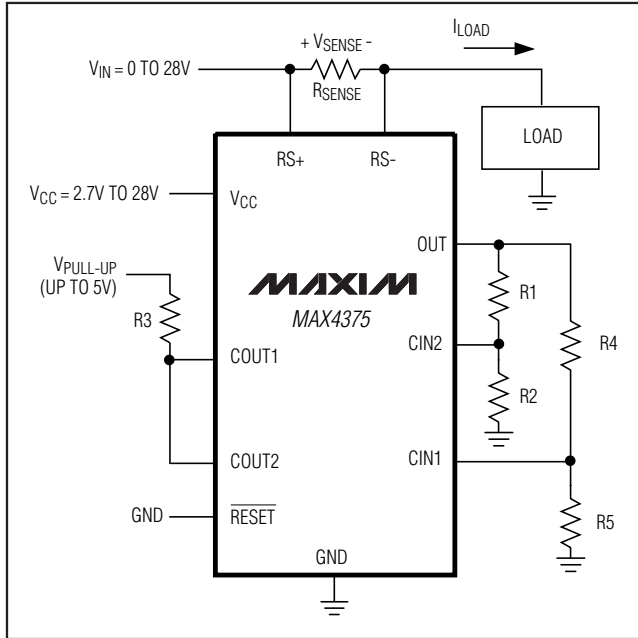 ILOAD
+ VSENSE -
VIN = 0 TO 28V
RSENSE
LOAD
RS+ RS-
VCC = 2.7V TO 28V
VCC
OUT
VPULL-UP
(UP TO 5V)
MAXIM
R1
R3
MAX4375
R4
COUT1
CIN2
R2
COUT2
CIN1
GND
RESET
R5
GND